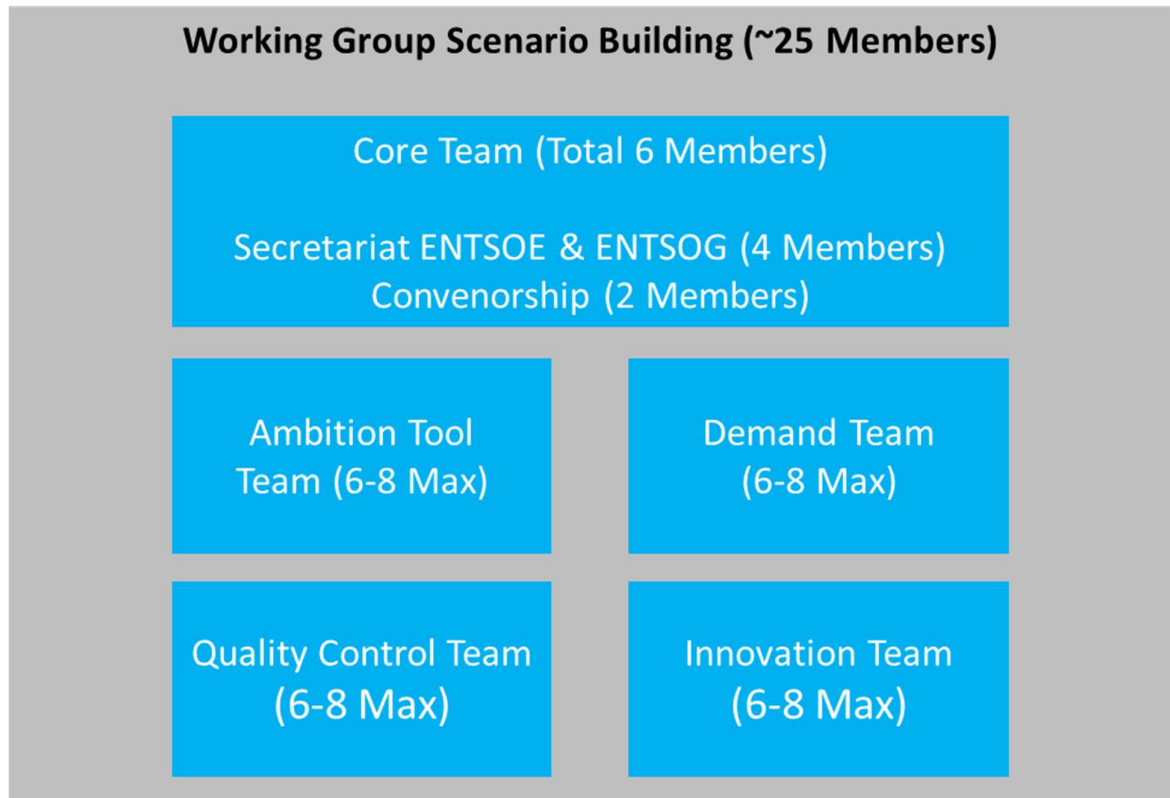 Working Group Scenario Building (~25 Members)
Core Team (Total 6 Members)
Secretariat ENTSOE & ENTSOG (4 Members)
Convenorship (2 Members)
Ambition Tool
Team (6-8 Max)
Demand Team
(6-8 Max)
Quality Control Team
(6-8 Max)
Innovation Team
(6-8 Max)